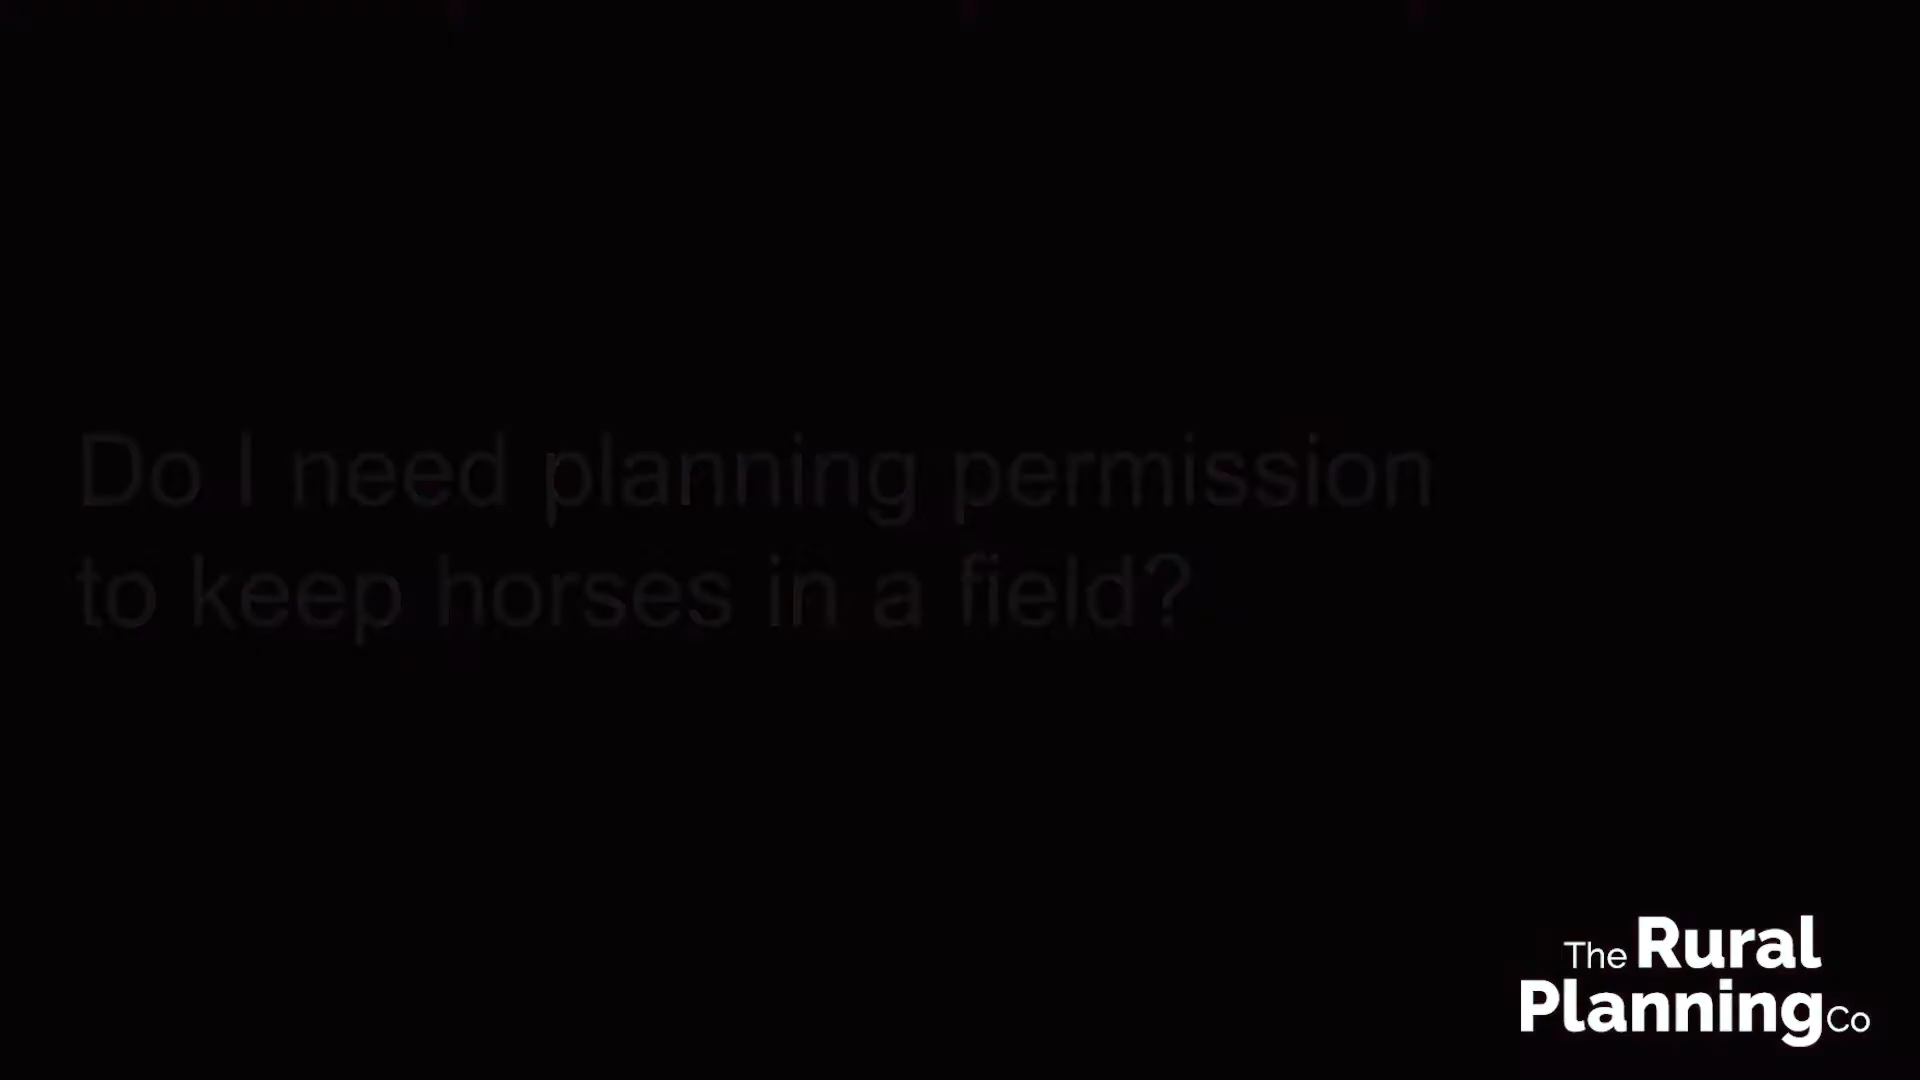 Do I need planning permission
to keep horses in a field?
The Rural
Planning Co